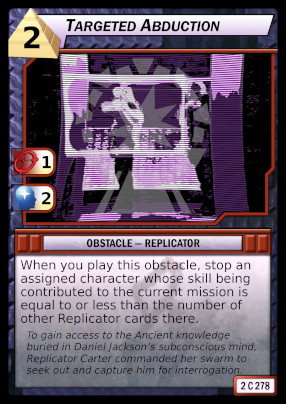 TARGETED ABDUCTION
2
1
2
OBSTACLE – REPLICATOR
When you play this obstacle, stop an
assigned character whose skill being
contributed to the current mission is
equal to or less than the number of
other Replicator cards there.
To gain access to the Ancient knowledge
buried in Daniel Jackson's subconscious mind,
Replicator Carter commanded her swarm to
seek out and capture him for interrogation.
2 C 278